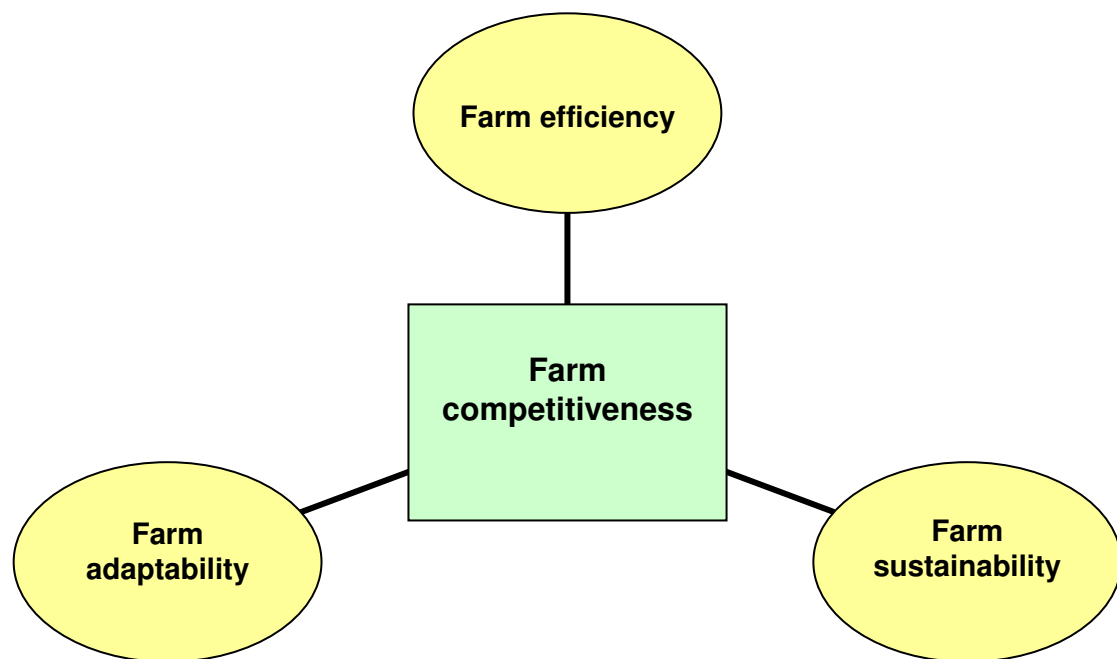 Farm efficiency
Farm
competitiveness
Farm
adaptability
Farm
sustainability